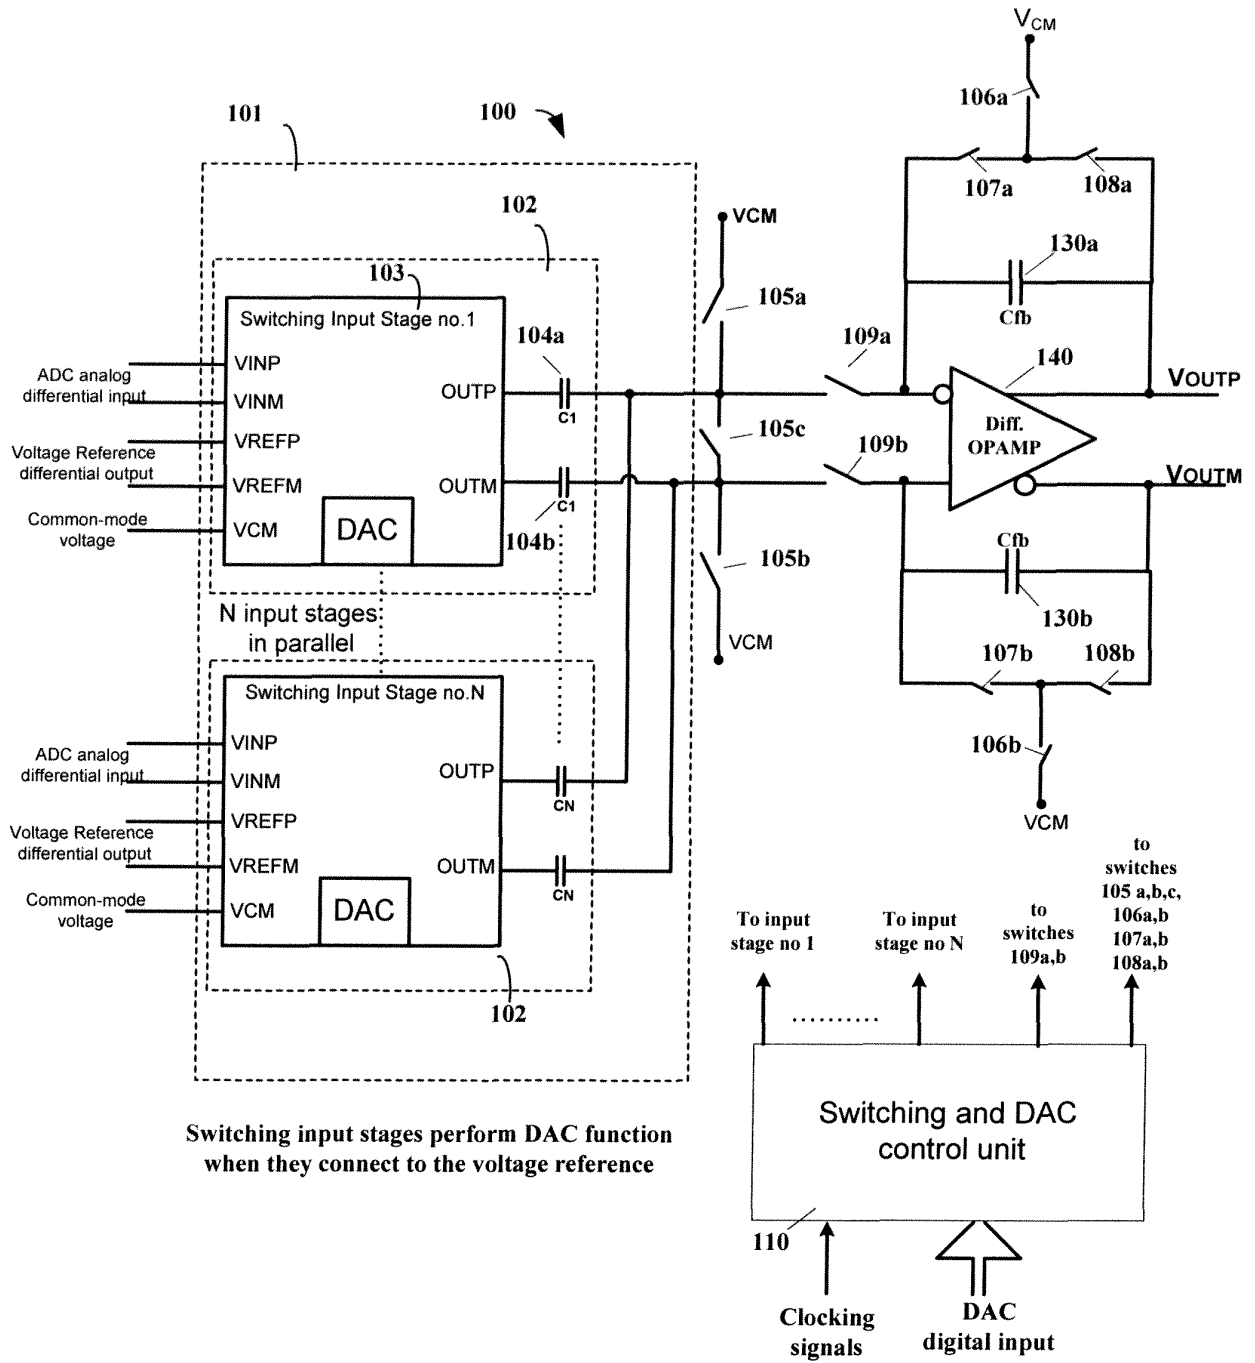 VCM
106a
101
100
107a
108a
102
VCM
130a
103
Switching Input Stage no.1
105a
Cfb
104a
109a
140
ADC analog
differential input
VINP
VINM
OUTP
C1
VOUTP
Voltage Reference
differential output
VREFP
VREFM
105c
Diff.
OPAMP
109b
OUTM
C1
VOUTM
Common-mode
voltage
VCM
DAC
104b
105b
Cfb
130b
N input stages
in parallel
VCM
107b
108b
Switching Input Stage no.N
ADC analog
differential input
VINP
VINM
OUTP
CN
106b
VCM
Voltage Reference
differential output
VREFP
VREFM
OUTM
CN
Common-mode
voltage
VCM
DAC
102
To input
stage no 1
To input
stage no N
to
switches
109a,b
to
switches
105 a,b,c,
106a,b
107a,b
108a,b
..........
Switching and DAC
control unit
Switching input stages perform DAC function
when they connect to the voltage reference
110
Clocking
signals
DAC
digital input